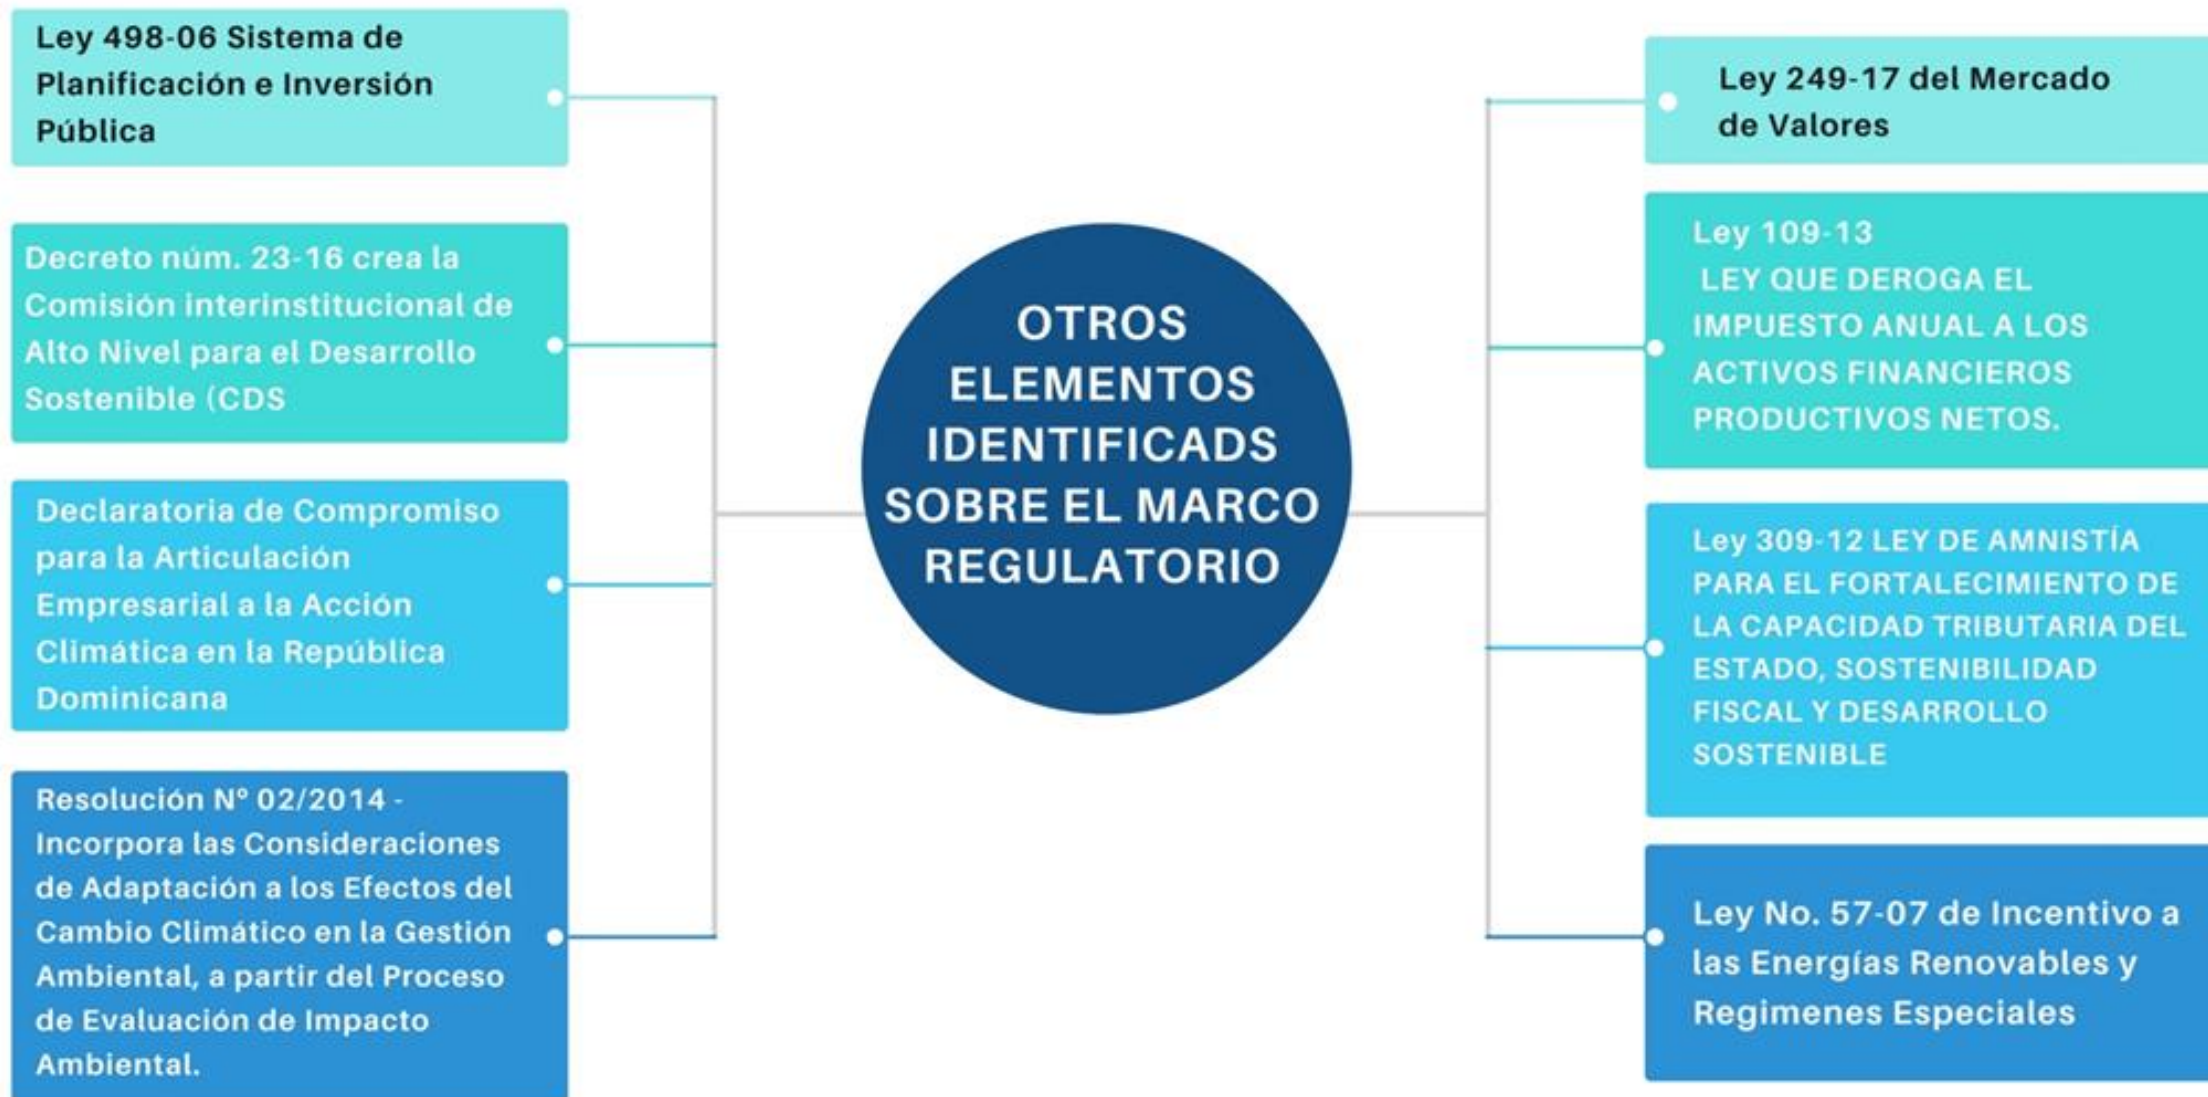 Ley 498-06 Sistema de
Planificación e Inversión
Pública
Decreto núm. 23-16 crea la
Comisión interinstitucional de
Alto Nivel para el Desarrollo
Sostenible (CDS
Declaratoria de Compromiso
para la Articulación
Empresarial a la Acción
Climática en la República
Dominicana
Resolución Nº 02/2014 -
Incorpora las Consideraciones
de Adaptación a los Efectos del
Cambio Climático en la Gestión
Ambiental, a partir del Proceso
de Evaluación de Impacto
Ambiental.
OTROS
ELEMENTOS
IDENTIFICADS
SOBRE EL MARCO
REGULATORIO
Ley 249-17 del Mercado
de Valores
Ley 109-13
LEY QUE DEROGA EL
IMPUESTO ANUAL A LOS
ACTIVOS FINANCIEROS
PRODUCTIVOS NETOS.
Ley 309-12 LEY DE AMNISTÍA
PARA EL FORTALECIMIENTO DE
LA CAPACIDAD TRIBUTARIA DEL
ESTADO, SOSTENIBILIDAD
FISCAL Y DESARROLLO
SOSTENIBLE
Ley No. 57-07 de Incentivo a
las Energías Renovables y
Regimenes Especiales